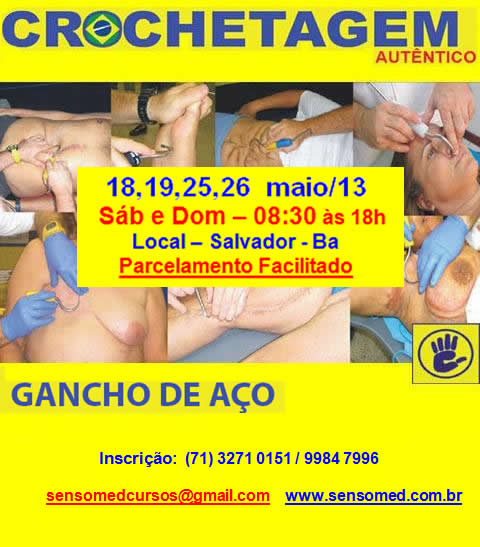 CROCHETAGEM
AUTÊNTICO
18,19,25,26 maio/13
Sáb e Dom – 08:30 às 18h
Local – Salvador - Ba
Parcelamento Facilitado
GANCHO DE AÇO
Inscrição: (71) 3271 0151 / 9984 7996
sensomedcursos@gmail.com www.sensomed.com.br